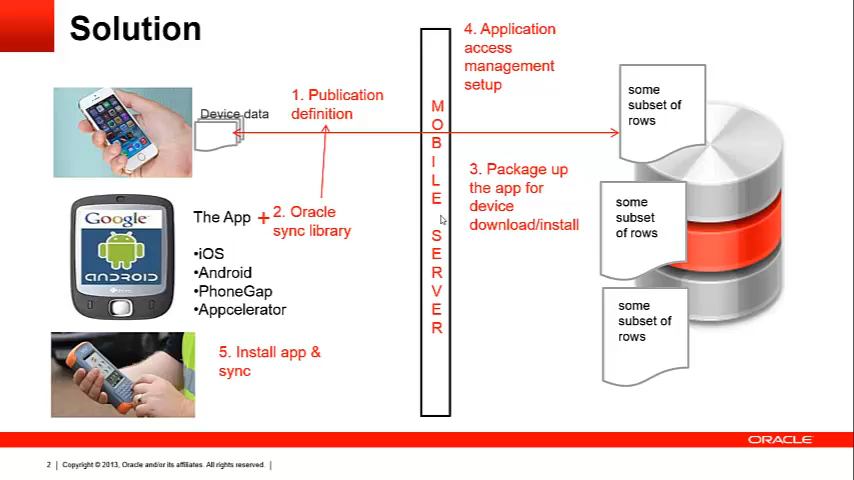 Solution
4. Application
access
management
setup
1. Publication
definition
Device data
some
subset of
rows
MOBILE SERVER
3. Package up
the app for
device
download/install
Google
ANDROID
The App + 2. Oracle
sync library
•iOS
•Android
•PhoneGap
•Appcelerator
some
subset
of rows
some
subset of
rows
5. Install app &
sync
ORACLE
2 | Copyright © 2013, Oracle and/or its affiliates. All rights reserved. |